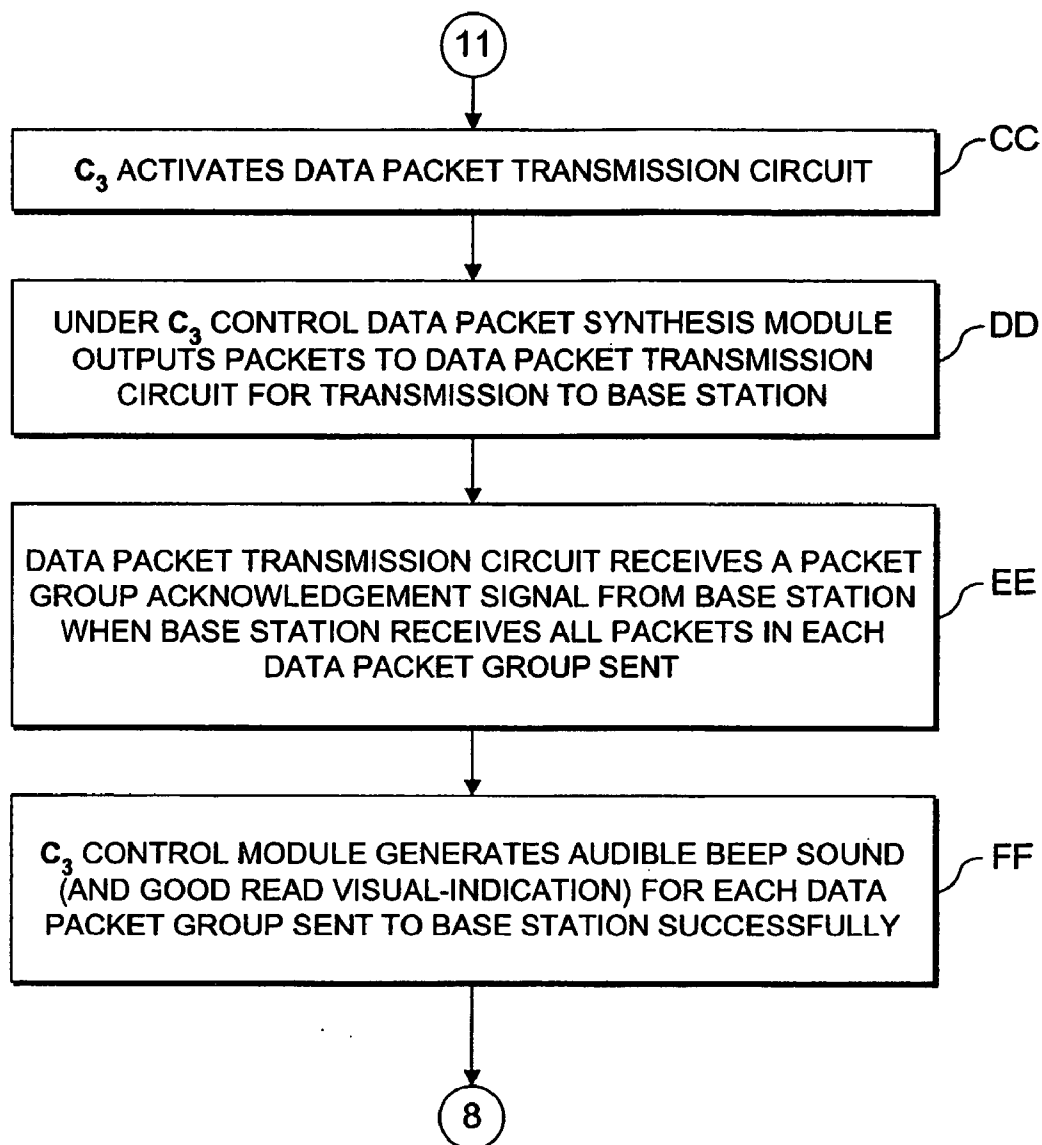 11
C3 ACTIVATES DATA PACKET TRANSMISSION CIRCUIT
CC
UNDER C3 CONTROL DATA PACKET SYNTHESIS MODULE
OUTPUTS PACKETS TO DATA PACKET TRANSMISSION
CIRCUIT FOR TRANSMISSION TO BASE STATION
DD
DATA PACKET TRANSMISSION CIRCUIT RECEIVES A PACKET
GROUP ACKNOWLEDGEMENT SIGNAL FROM BASE STATION
WHEN BASE STATION RECEIVES ALL PACKETS IN EACH
DATA PACKET GROUP SENT
EE
C3 CONTROL MODULE GENERATES AUDIBLE BEEP SOUND
(AND GOOD READ VISUAL-INDICATION) FOR EACH DATA
PACKET GROUP SENT TO BASE STATION SUCCESSFULLY
FF
8